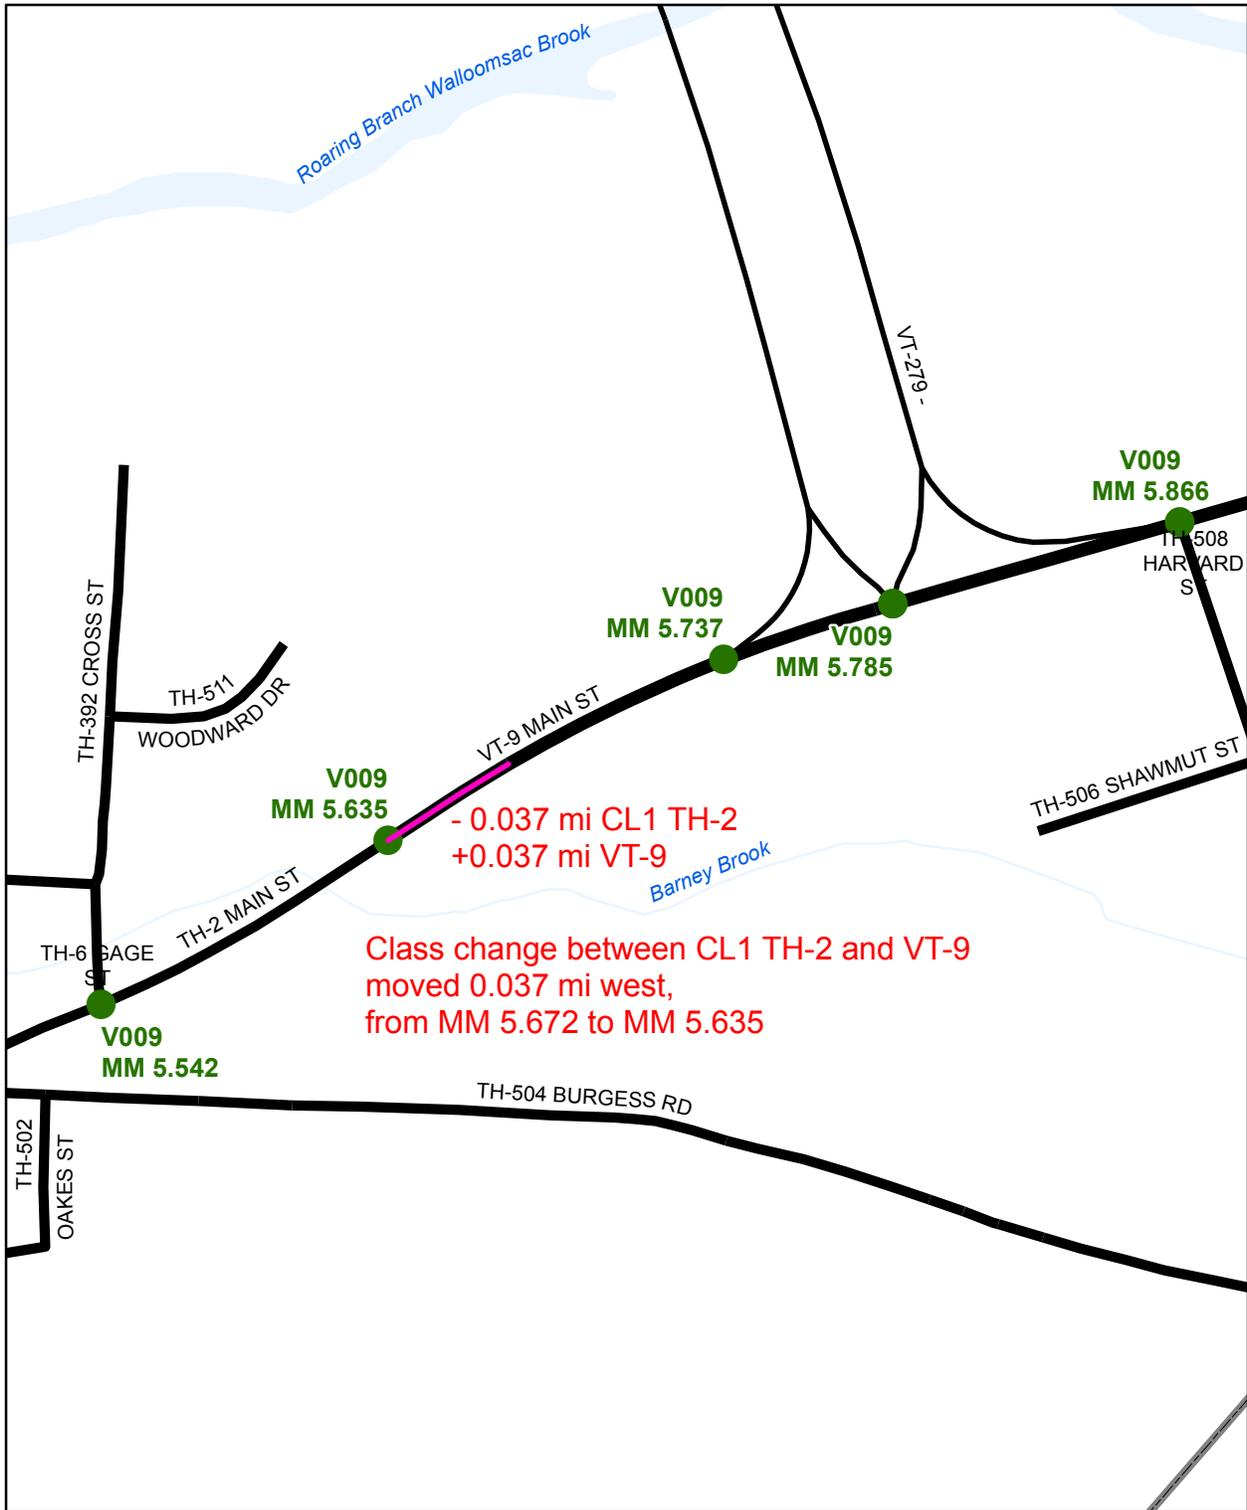 Roaring Branch Walloomsac Brook
VT-279 -
V009
MM 5.866
TH-508
HARVARD
ST
V009
MM 5.737
V009
MM 5.785
TH-392 CROSS ST
TH-511
WOODWARD DR
VT-9 MAIN ST
TH-506 SHAWMUT ST
V009
MM 5.635
- 0.037 mi CL1 TH-2
+0.037 mi VT-9
Barney Brook
TH-2 MAIN ST
TH-6 GAGE
ST
Class change between CL1 TH-2 and VT-9
moved 0.037 mi west,
from MM 5.672 to MM 5.635
V009
MM 5.542
TH-504 BURGESS RD
TH-502
OAKES ST